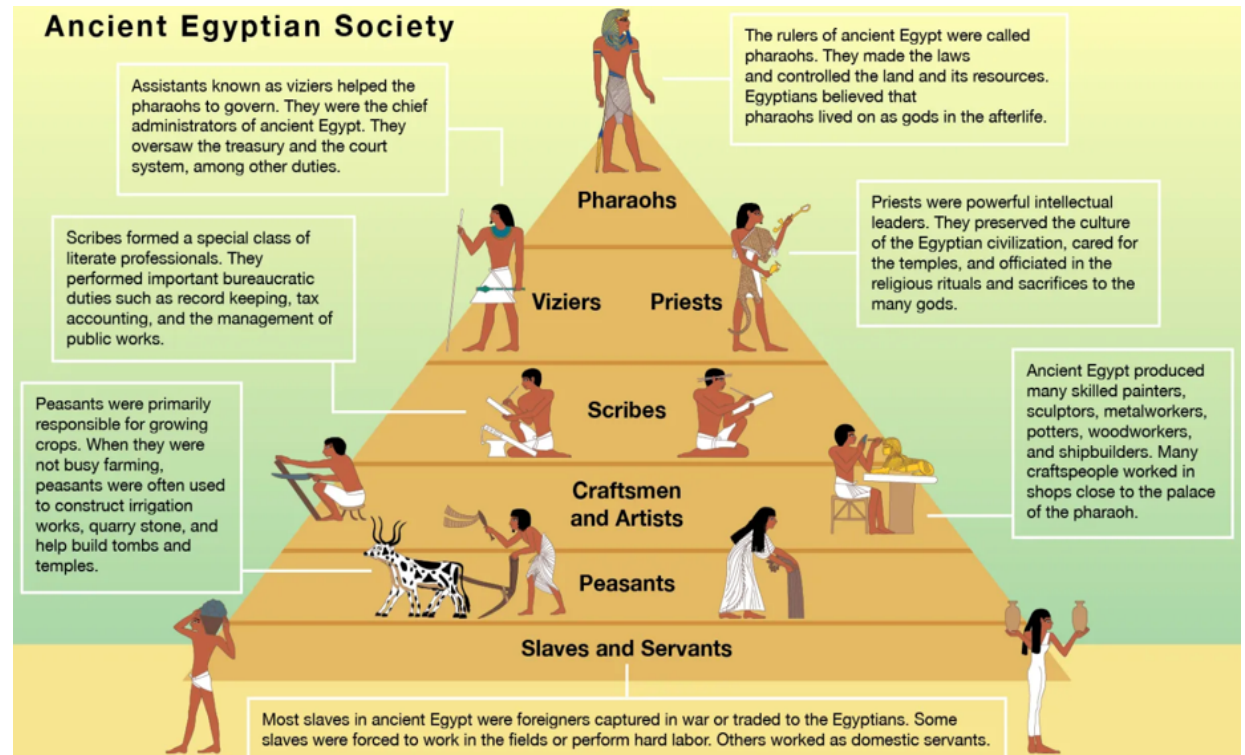 Ancient Egyptian Society
The rulers of ancient Egypt were called
pharaohs. They made the laws
and controlled the land and its resources.
Egyptians believed that
pharaohs lived on as gods in the afterlife.
Assistants known as viziers helped the
pharaohs to govern. They were the chief
administrators of ancient Egypt. They
oversaw the treasury and the court
system, among other duties.
Pharaohs
Priests were powerful intellectual
leaders. They preserved the culture
of the Egyptian civilization, cared for
the temples, and officiated in the
religious rituals and sacrifices to the
many gods.
Scribes formed a special class of
literate professionals. They
performed important bureaucratic
duties such as record keeping, tax
accounting, and the management of
public works.
Viziers
Priests
Ancient Egypt produced
many skilled painters,
sculptors, metalworkers,
potters, woodworkers,
and shipbuilders. Many
craftspeople worked in
shops close to the palace
of the pharaoh.
Peasants were primarily
responsible for growing
crops. When they were
not busy farming,
peasants were often used
to construct irrigation
works, quarry stone, and
help build tombs and
temples.
Scribes
Craftsmen
and Artists
Peasants
Slaves and Servants
Most slaves in ancient Egypt were foreigners captured in war or traded to the Egyptians. Some
slaves were forced to work in the fields or perform hard labor. Others worked as domestic servants.